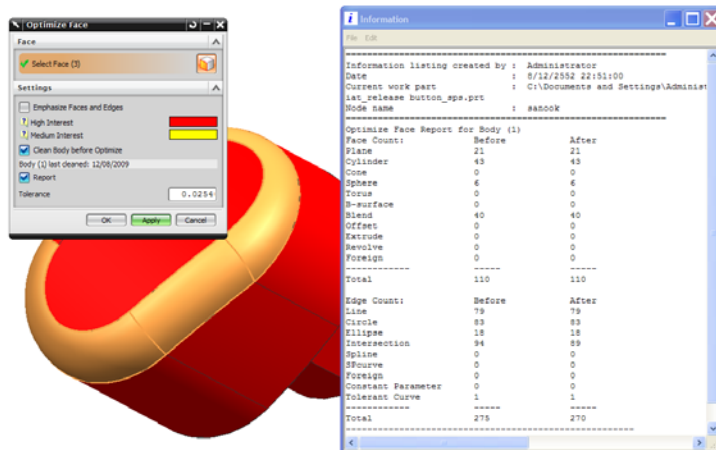 Optimize Face
Face
Select Face (3)
Settings
Emphasize Faces and Edges
High Interest
Medium Interest
Clean Body before Optimize
Body (1) last cleaned: 12/08/2009
Report
Tolerance 0.0254
OK Apply Cancel
Information
File Edit
Information listing created by : Administrator
Date : 8/12/2552 22:51:00
Current work part : C:\Documents and Settings\Administ
iat_release button_sps.prt
Node name : sanook
Optimize Face Report for Body (1)
Face Count: Before After
Plane 21 21
Cylinder 43 43
Cone 0 0
Sphere 6 6
Torus 0 0
B-surface 0 0
Blend 40 40
Offset 0 0
Extrude 0 0
Revolve 0 0
Foreign 0 0
------------ ----- -----
Total 110 110
Edge Count: Before After
Line 79 79
Circle 83 83
Ellipse 18 18
Intersection 94 89
Spline 0 0
SPcurve 0 0
Foreign 0 0
Constant Parameter 0 0
Tolerant Curve 1 1
------------ ----- -----
Total 275 270